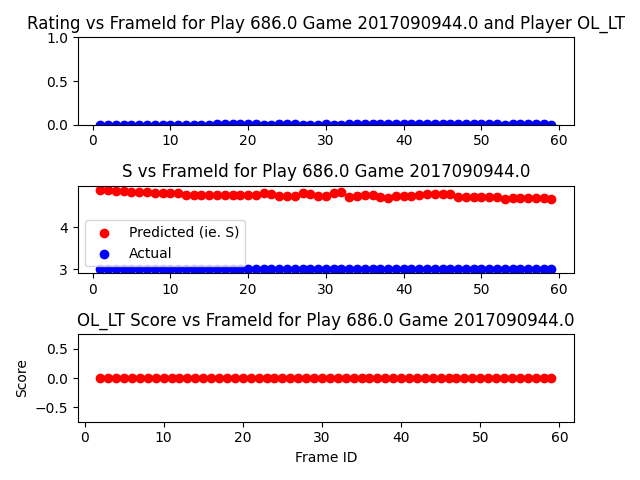 Rating vs FrameId for Play 686.0 Game 2017090944.0 and Player OL_LT
1.0
0.5
0.0
0 10 20 30 40 50 60
S vs FrameId for Play 686.0 Game 2017090944.0
4
3
Predicted (ie. S)
Actual
0 10 20 30 40 50 60
OL_LT Score vs FrameId for Play 686.0 Game 2017090944.0
Score
0.5
0.0
−0.5
0 10 20 30 40 50 60
Frame ID